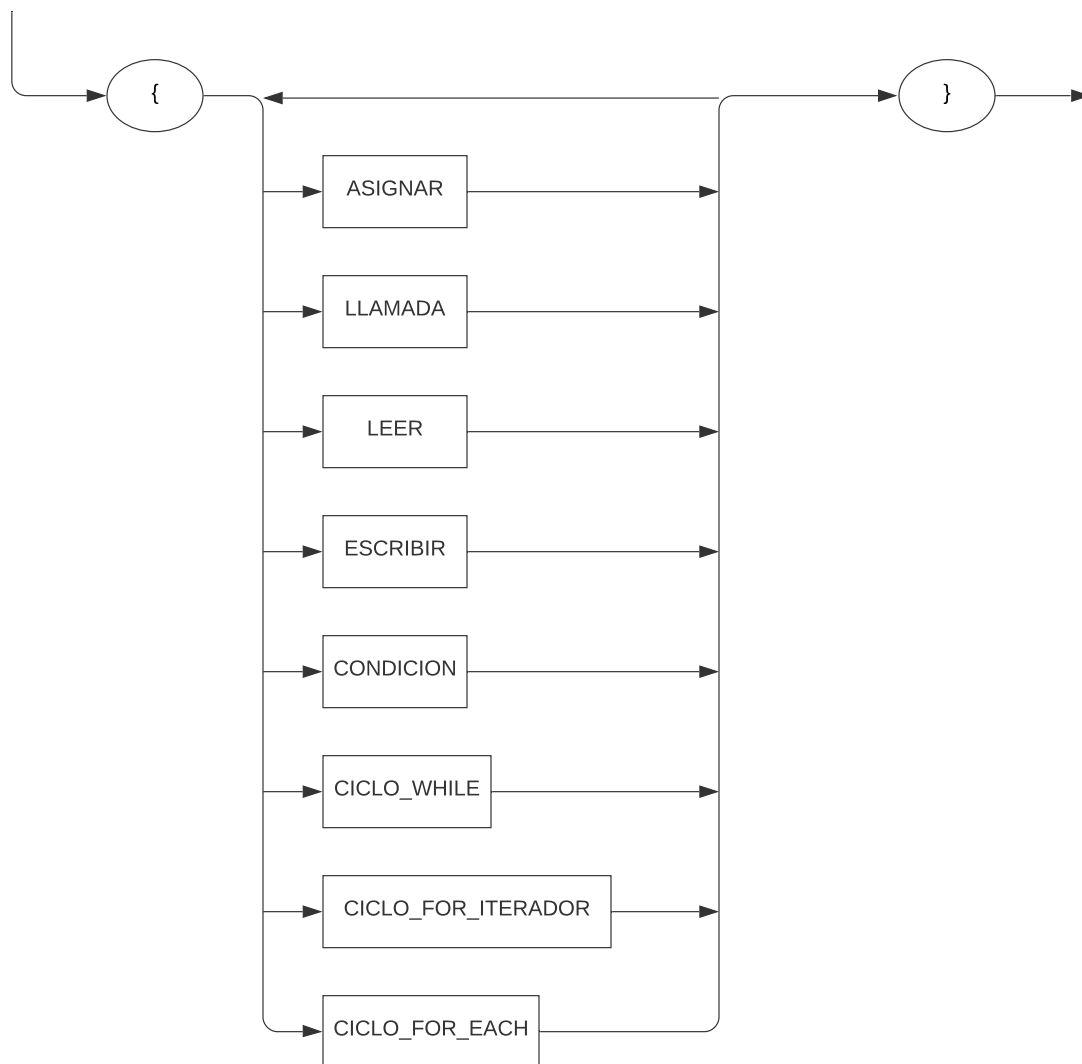 {
}
ASIGNAR
LLAMADA
LEER
ESCRIBIR
CONDICION
CICLO_WHILE
CICLO_FOR_ITERADOR
CICLO_FOR_EACH